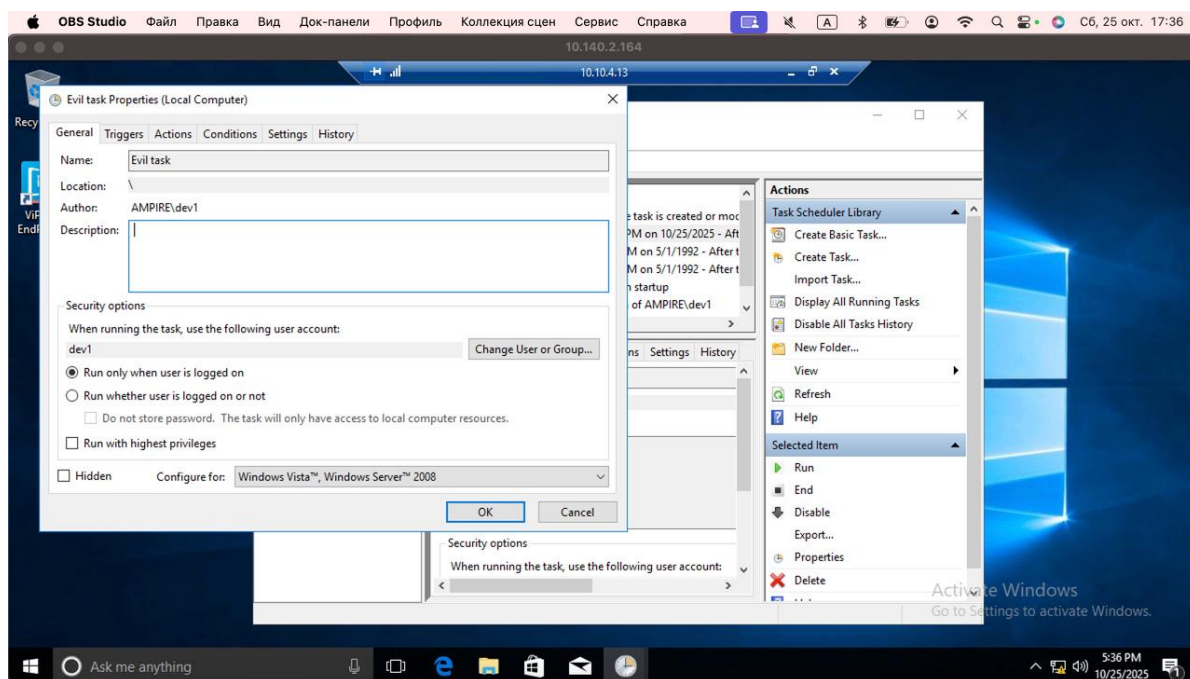 OBS Studio Файл Правка Вид Док-панели Профиль Коллекция сцен Сервис Справка A Сб, 25 окт. 17:36
10.140.2.164
10.10.4.13
Evil task Properties (Local Computer)
Recy
General Triggers Actions Conditions Settings History
Name: Evil task
Location: \
Author: AMPIRE\dev1
Description:
ViP
Endl
Security options
When running the task, use the following user account:
dev1 Change User or Group...
Run only when user is logged on
Run whether user is logged on or not
Do not store password. The task will only have access to local computer resources.
Run with highest privileges
Hidden Configure for: Windows Vista™, Windows Server™ 2008
OK Cancel
e task is created or moc
PM on 10/25/2025 - Aft
M on 5/1/1992 - After t
M on 5/1/1992 - After t
n startup
of AMPIRE\dev1
ns Settings History
Security options
When running the task, use the following user account:
Actions
Task Scheduler Library
Create Basic Task...
Create Task...
Import Task...
Display All Running Tasks
Disable All Tasks History
New Folder...
View
Refresh
Help
Selected Item
Run
End
Disable
Export...
Properties
Delete
Activate Windows
Go to Settings to activate Windows.
Ask me anything
5:36 PM
10/25/2025